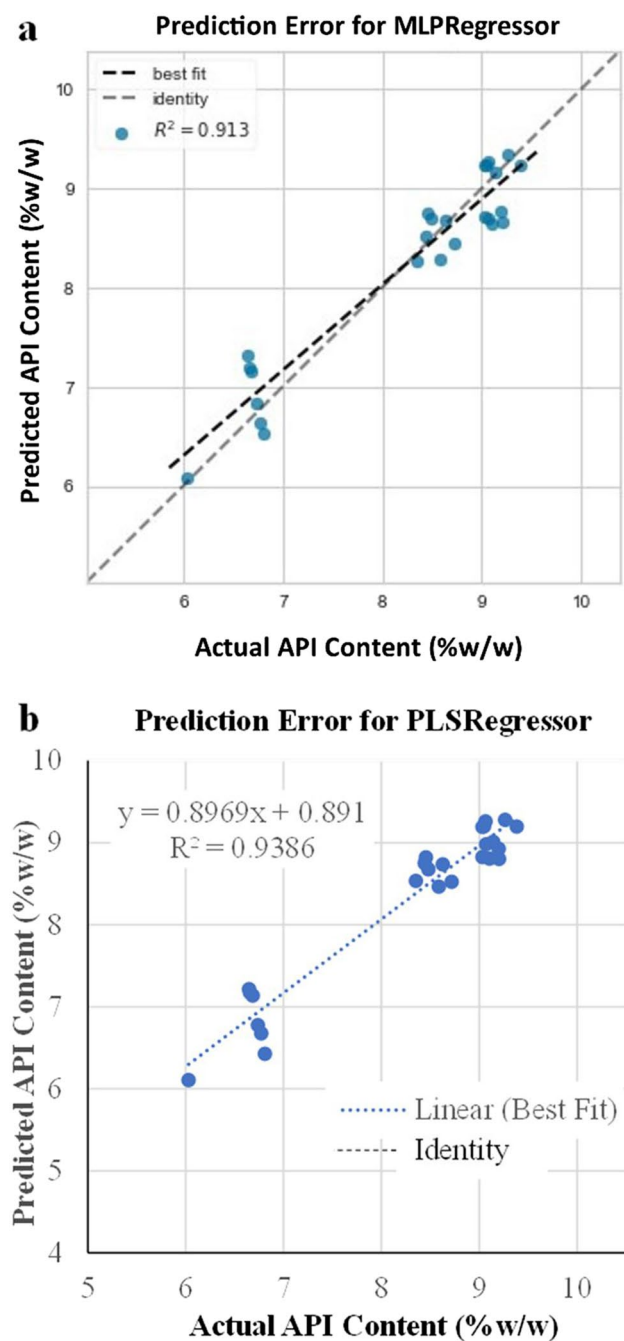 a
Prediction Error for MLPRegressor
best fit
identity
R² = 0.913
10
9
8
7
6
Predicted API Content (%w/w)
6 7 8 9 10
Actual API Content (%w/w)
b
Prediction Error for PLSRegressor
y = 0.8969x + 0.891
R² = 0.9386
10
9
8
7
6
5
4
Predicted API Content (%w/w)
Linear (Best Fit)
Identity
5 6 7 8 9 10
Actual API Content (%w/w)